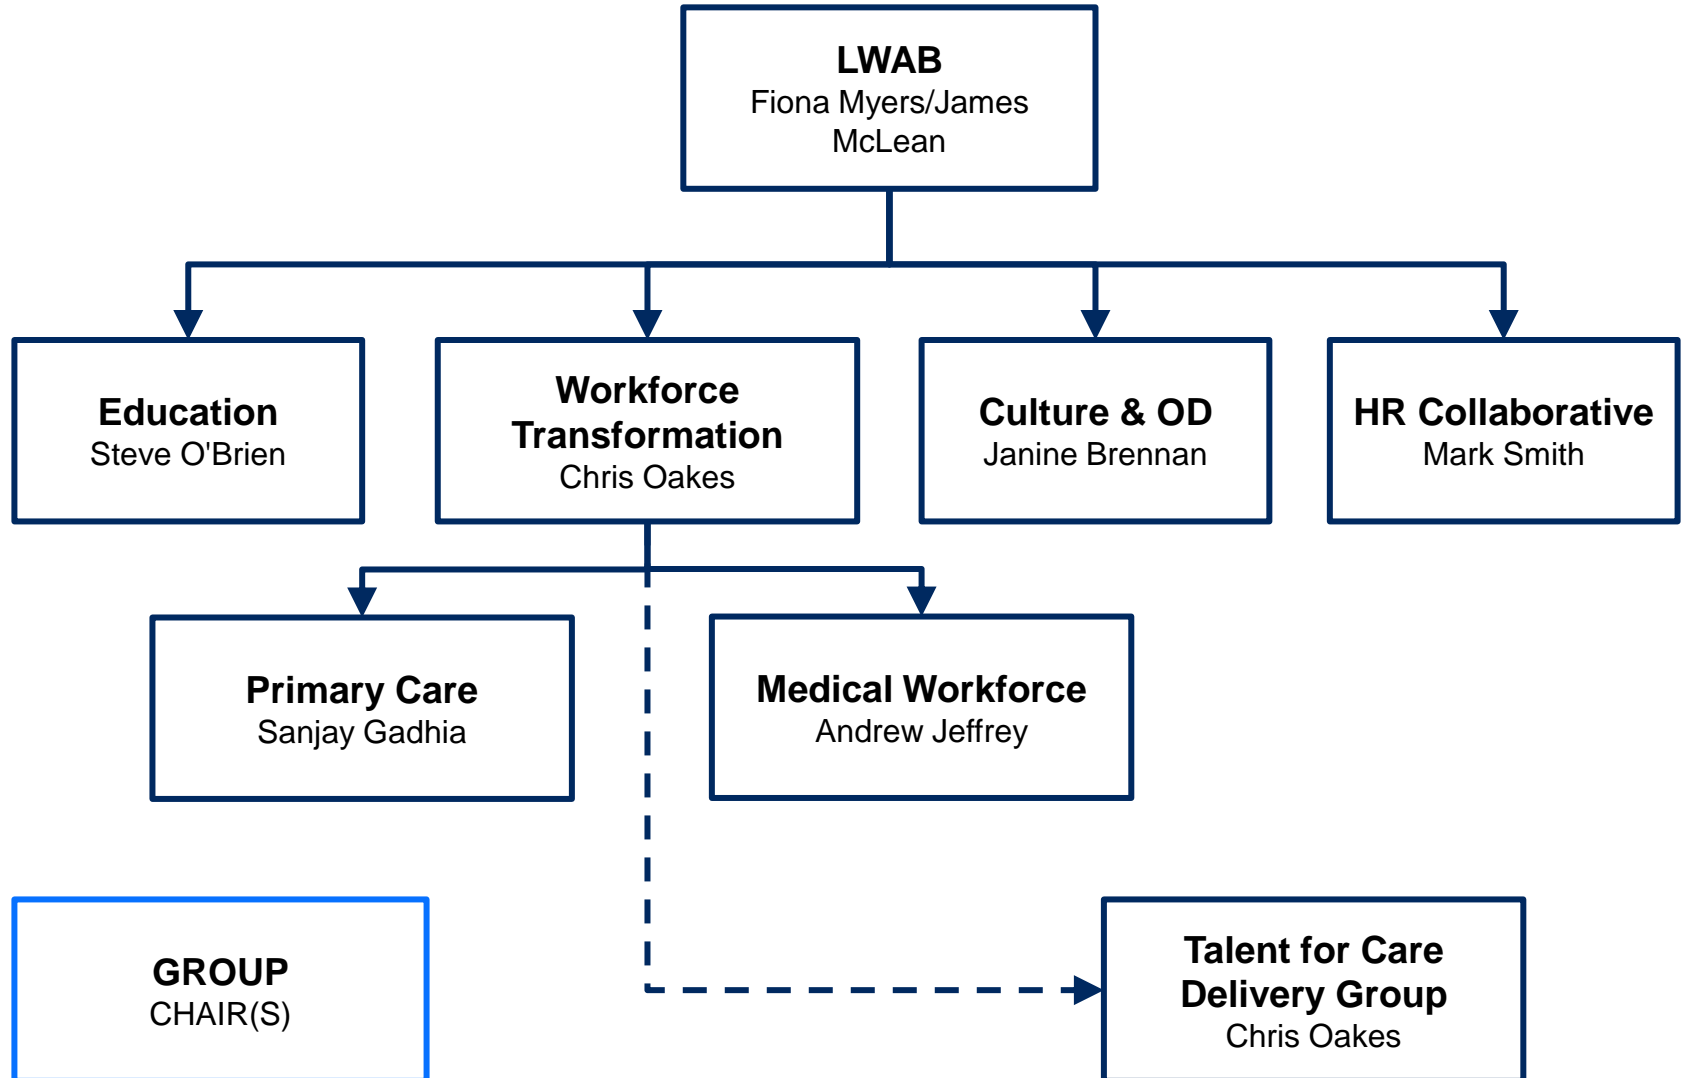 LWAB
Fiona Myers/James
McLean
Education
Steve O'Brien
Workforce
Transformation
Chris Oakes
Culture & OD
Janine Brennan
HR Collaborative
Mark Smith
Primary Care
Sanjay Gadhia
Medical Workforce
Andrew Jeffrey
GROUP
CHAIR(S)
Talent for Care
Delivery Group
Chris Oakes